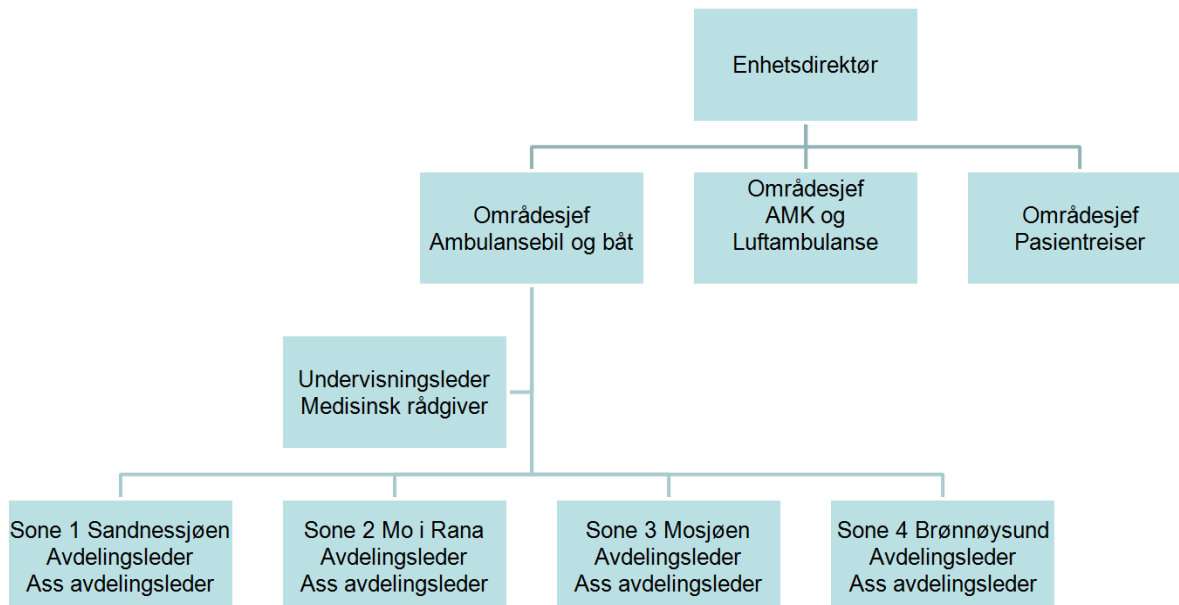 Enhetsdirektør
Områdesjef
Ambulansebil og båt
Områdesjef
AMK og
Luftambulanse
Områdesjef
Pasientreiser
Undervisningsleder
Medisinsk rådgiver
Sone 1 Sandnessjøen
Avdelingsleder
Ass avdelingsleder
Sone 2 Mo i Rana
Avdelingsleder
Ass avdelingsleder
Sone 3 Mosjøen
Avdelingsleder
Ass avdelingsleder
Sone 4 Brønnøysund
Avdelingsleder
Ass avdelingsleder